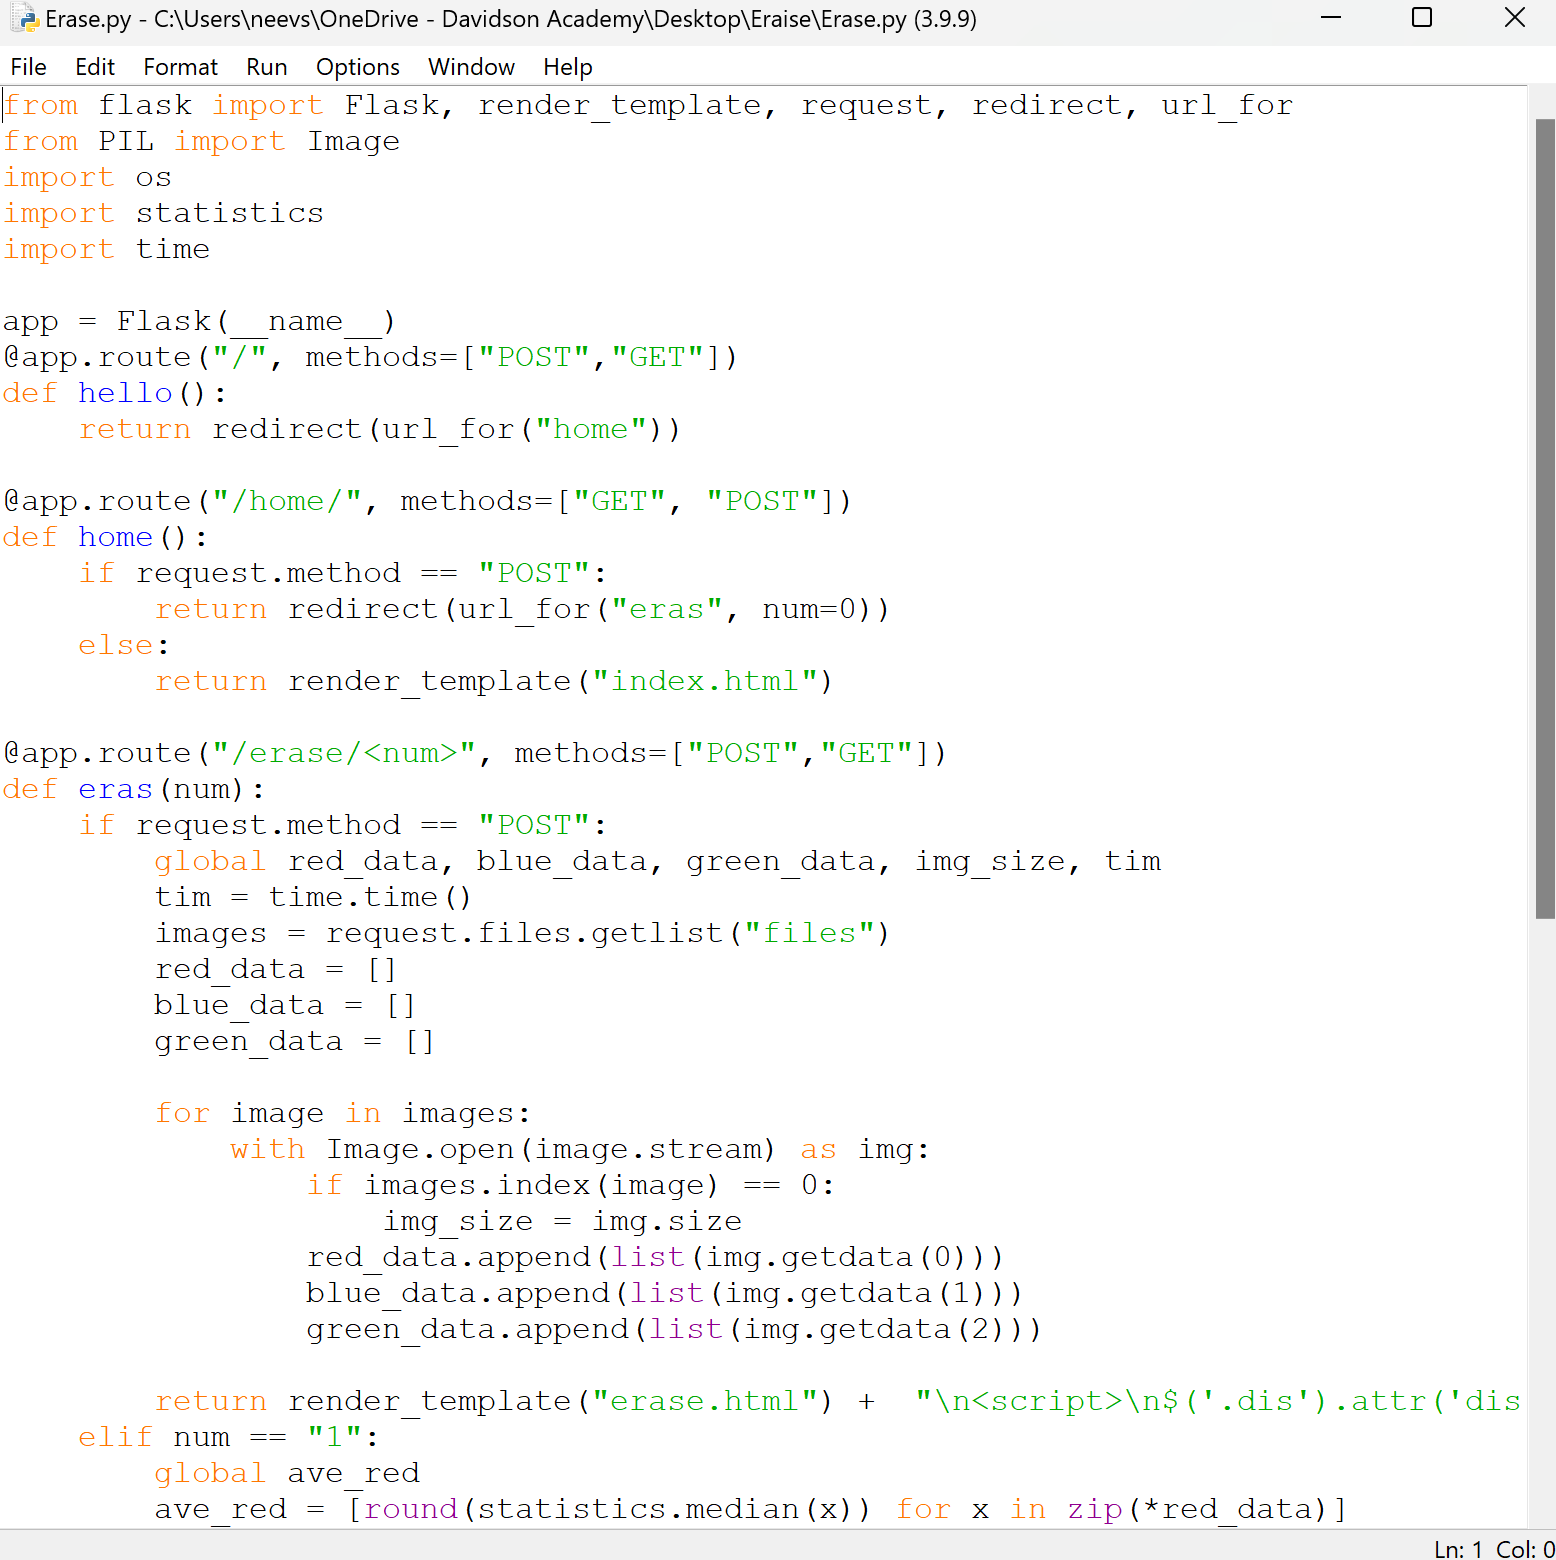 Erase.py - C:\Users\neevs\OneDrive - Davidson Academy\Desktop\Eraise\Erase.py (3.9.9)
File Edit Format Run Options Window Help
from flask import Flask, render_template, request, redirect, url_for
from PIL import Image
import os
import statistics
import time

app = Flask(__name__)
@app.route("/", methods=["POST","GET"])
def hello():
    return redirect(url_for("home"))

@app.route("/home/", methods=["GET", "POST"])
def home():
    if request.method == "POST":
        return redirect(url_for("eras", num=0))
    else:
        return render_template("index.html")

@app.route("/erase/<num>", methods=["POST","GET"])
def eras(num):
    if request.method == "POST":
        global red_data, blue_data, green_data, img_size, tim
        tim = time.time()
        images = request.files.getlist("files")
        red_data = []
        blue_data = []
        green_data = []

        for image in images:
            with Image.open(image.stream) as img:
                if images.index(image) == 0:
                    img_size = img.size
                red_data.append(list(img.getdata(0)))
                blue_data.append(list(img.getdata(1)))
                green_data.append(list(img.getdata(2)))

        return render_template("erase.html") +  "\n<script>\n$('.dis').attr('dis
    elif num == "1":
        global ave_red
        ave_red = [round(statistics.median(x)) for x in zip(*red_data)]
Ln: 1 Col: 0